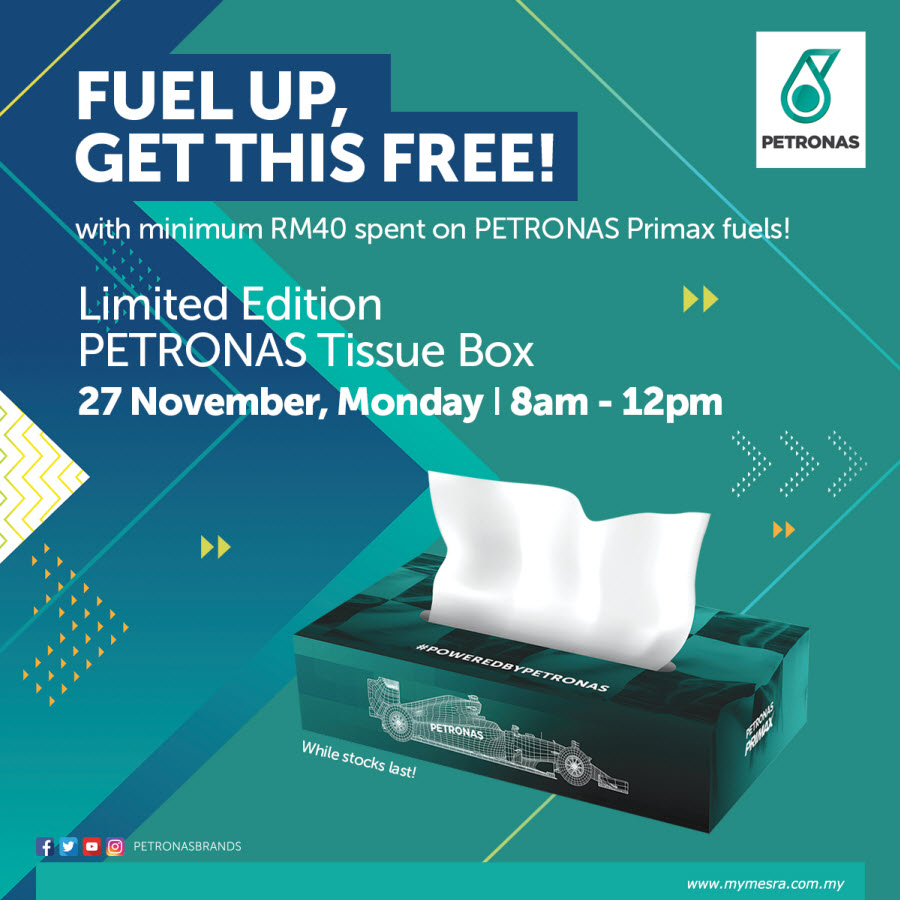 FUEL UP,
GET THIS FREE!
PETRONAS
with minimum RM40 spent on PETRONAS Primax fuels!
Limited Edition
PETRONAS Tissue Box
27 November, Monday | 8am - 12pm
#POWEREDBYPETRONAS
PETRONAS
PETRONAS
PRIMAX
While stocks last!
PETRONASBRANDS
www.mymesra.com.my